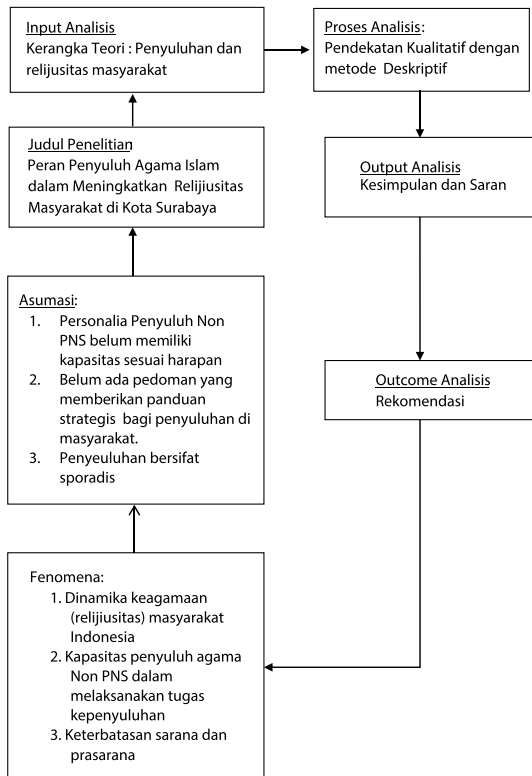 Input Analisis
Kerangka Teori : Penyuluhan dan
relijusitas masyarakat
Proses Analisis:
Pendekatan Kualitatif dengan
metode Deskriptif
Judul Penelitian
Peran Penyuluh Agama Islam
dalam Meningkatkan Relijiusitas
Masyarakat di Kota Surabaya
Output Analisis
Kesimpulan dan Saran
Asumasi:
1. Personalia Penyuluh Non
PNS belum memiliki
kapasitas sesuai harapan
2. Belum ada pedoman yang
memberikan panduan
strategis bagi penyuluhan di
masyarakat.
3. Penyeuluhan bersifat
sporadis
Outcome Analisis
Rekomendasi
Fenomena:
1. Dinamika keagamaan
(relijiusitas) masyarakat
Indonesia
2. Kapasitas penyuluh agama
Non PNS dalam
melaksanakan tugas
kepenyuluhan
3. Keterbatasan sarana dan
prasarana